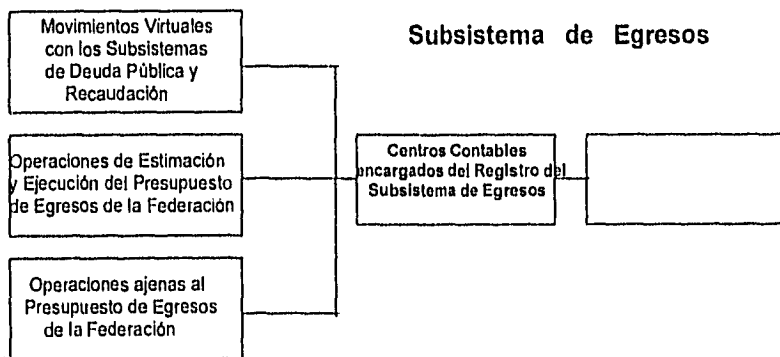 Subsistema de Egresos
Movimientos Virtuales
con los Subsistemas
de Deuda Pública y
Recaudación
Operaciones de Estimación
y Ejecución del Presupuesto
de Egresos de la Federación
Operaciones ajenas al
Presupuesto de Egresos
de la Federación
Centros Contables
encargados del Registro del
Subsistema de Egresos